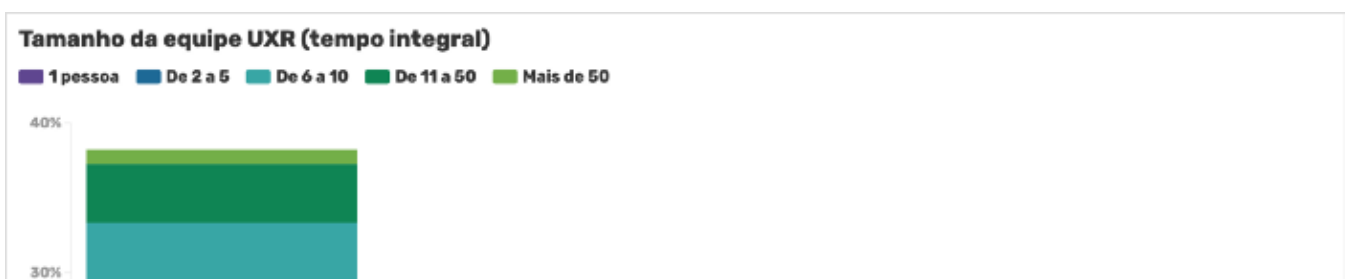 Tamanho da equipe UXR (tempo integral)
1 pessoa De 2 a 5 De 6 a 10 De 11 a 50 Mais de 50
40%
30%